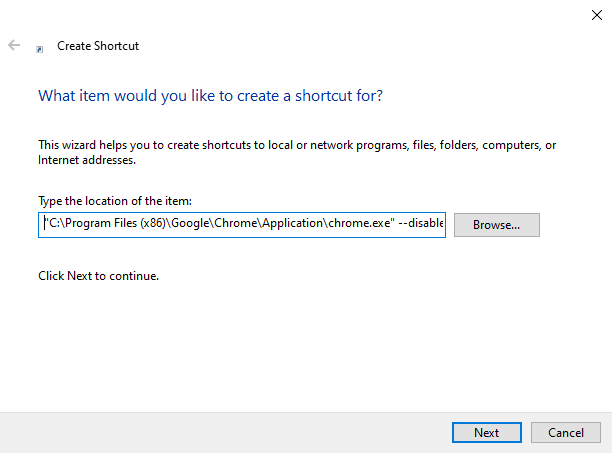 Create Shortcut
What item would you like to create a shortcut for?
This wizard helps you to create shortcuts to local or network programs, files, folders, computers, or
Internet addresses.
Type the location of the item:
"C:\Program Files (x86)\Google\Chrome\Application\chrome.exe" --disable
Browse...
Click Next to continue.
Next
Cancel